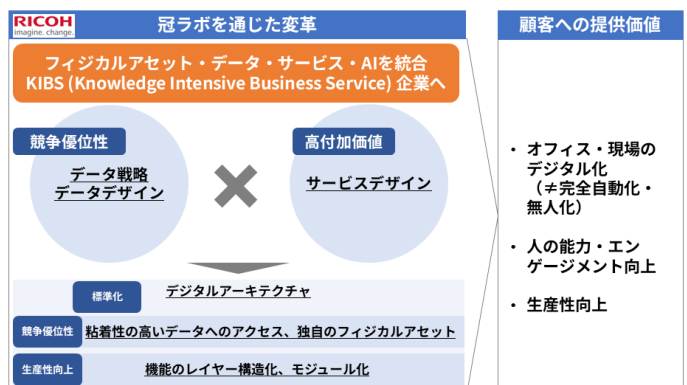 RICOH
imagine. change.
冠ラボを通じた変革
フィジカルアセット・データ・サービス・AIを統合
KIBS (Knowledge Intensive Business Service) 企業へ
競争優位性
データ戦略
データデザイン
高付加価値
サービスデザイン
標準化
デジタルアーキテクチャ
競争優位性
粘着性の高いデータへのアクセス、独自のフィジカルアセット
生産性向上
機能のレイヤー構造化、モジュール化
顧客への提供価値
・ オフィス・現場の
デジタル化
（≠完全自動化・
無人化）
・ 人の能力・エン
ゲージメント向上
・ 生産性向上